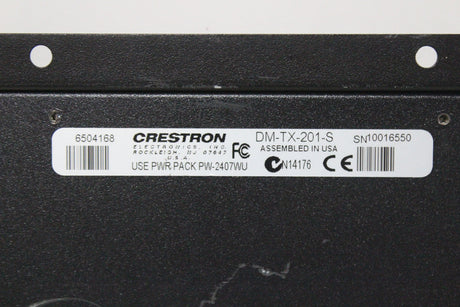 6504168
CRESTRON
ELECTRONICS, INC.
ROCKLEIGH, NJ 07647
U.S.A.
USE PWR PACK PW-2407WU
FC
DM-TX-201-S
ASSEMBLED IN USA
CE
N14176
SN10016550